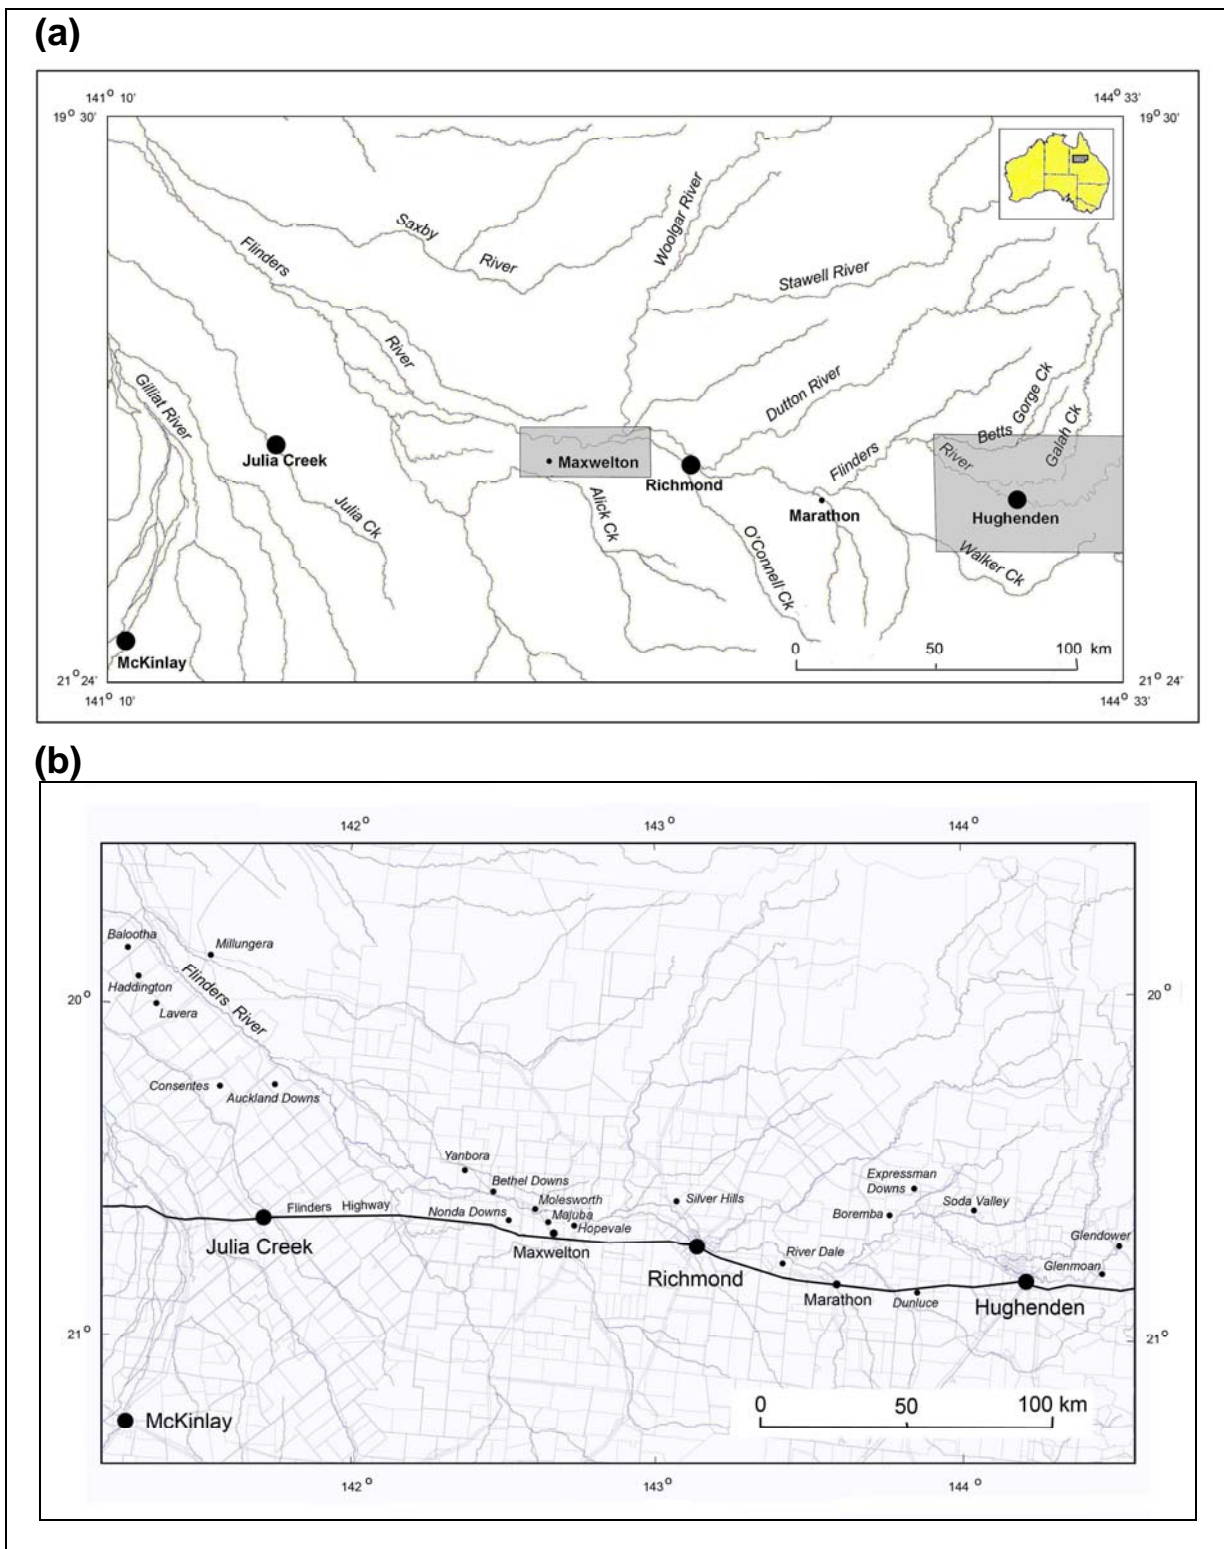 (a)
141° 10'
144° 33'
19° 30'
19° 30'
Saxby
River
Flinders
River
Woolgar River
Stawell River
Gilliat River
Dutton River
Betts Gorge Ck
Galah Ck
Flinders
River
Julia Creek
Maxwelton
Richmond
Marathon
Hughenden
Julia Ck
Alick Ck
O'Connell Ck
Walker Ck
McKinlay
0 50 100 km
21° 24'
21° 24'
141° 10'
144° 33'
(b)
142° 143° 144°
Balootha
Millungera
Haddington
Lavera
Flinders River
20°
20°
Consentes
Auckland Downs
Yanbora
Bethel Downs
Molesworth
Nonda Downs
Majuba
Hopevale
Silver Hills
Expressman
Downs
Soda Valley
Boremba
Flinders Highway
Julia Creek
Maxwelton
Richmond
River Dale
Marathon
Dunluce
Glendower
Glenmoan
Hughenden
21°
21°
McKinlay
0 50 100 km
142° 143° 144°